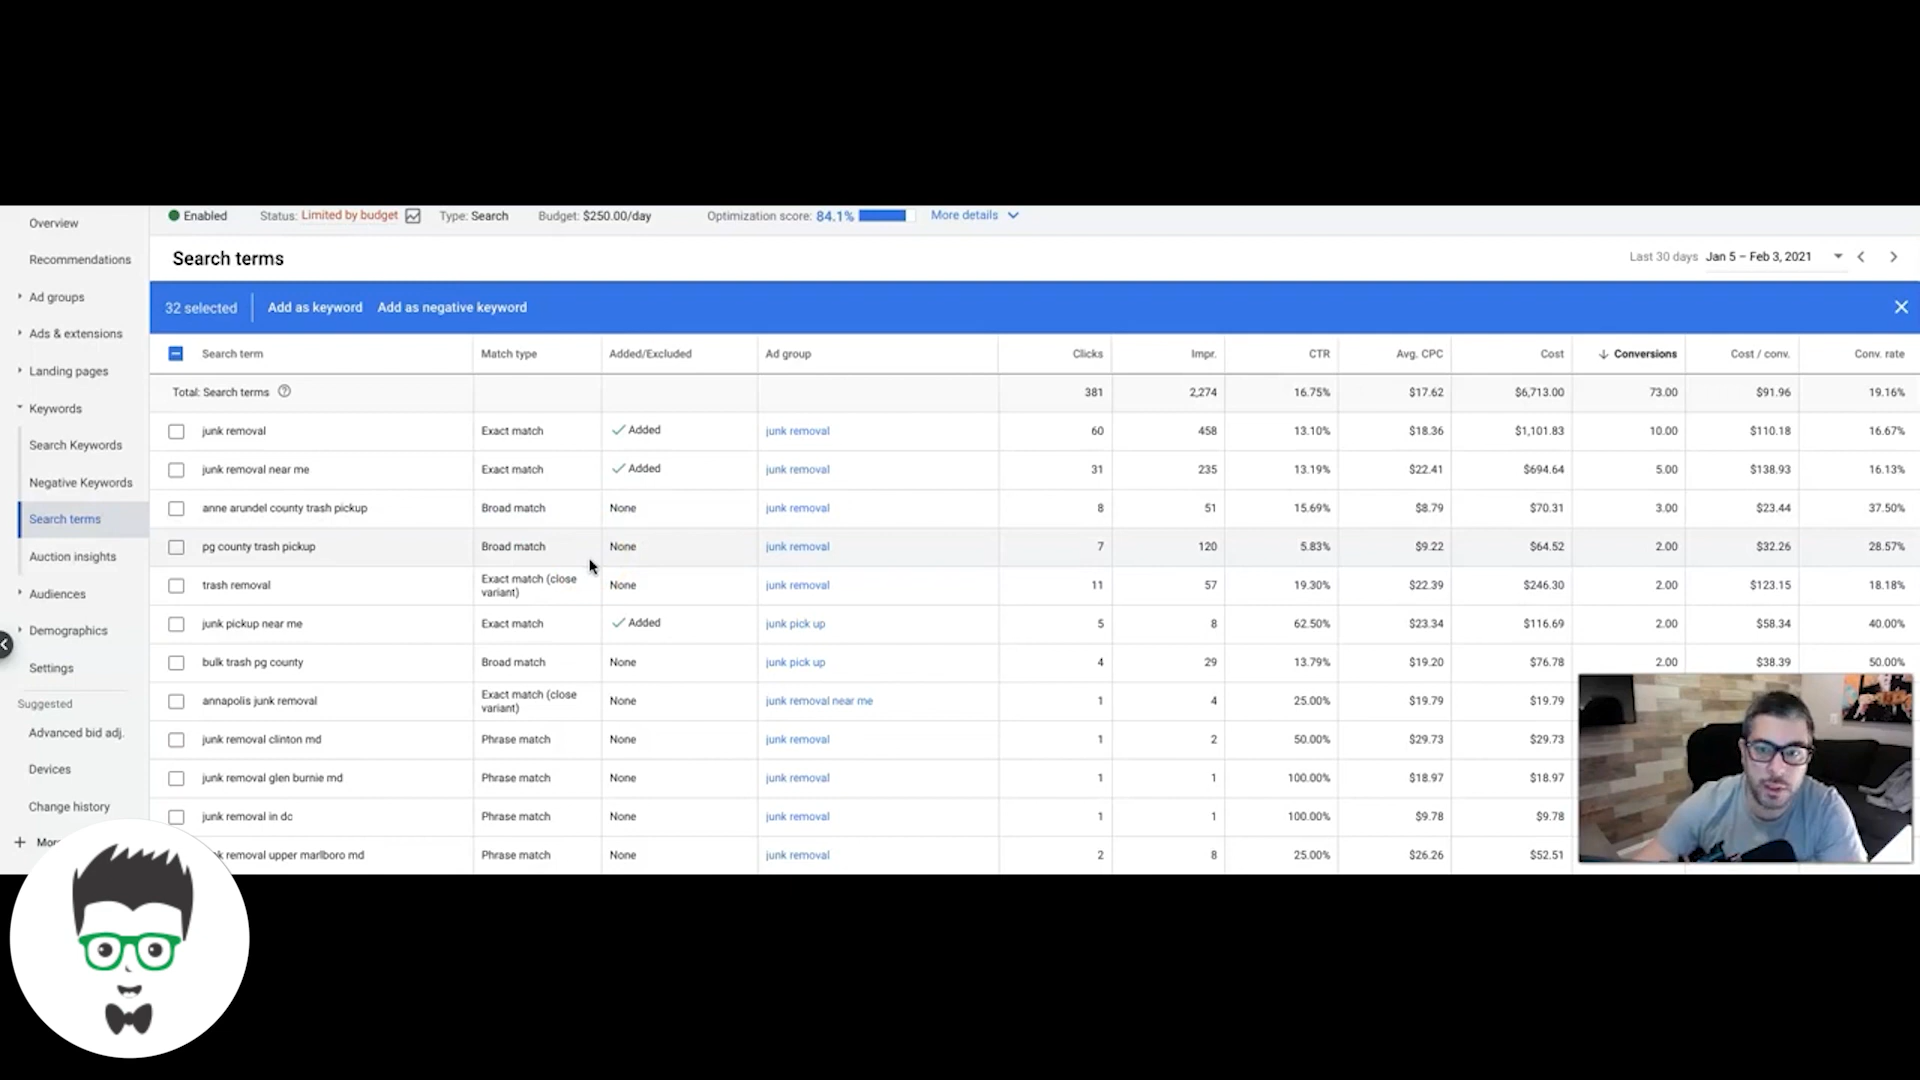 Overview
Recommendations
Ad groups
Ads & extensions
Landing pages
Keywords
Search Keywords
Negative Keywords
Search terms
Auction insights
Audiences
Demographics
Settings
Suggested
Advanced bid adj.
Devices
Change history
Enabled Status: Limited by budget Type: Search Budget: $250.00/day Optimization score: 84.1% More details
Search terms Last 30 days Jan 5 – Feb 3, 2021
32 selected Add as keyword Add as negative keyword
Search term Match type Added/Excluded Ad group Clicks Impr. CTR Avg. CPC Cost Conversions Cost / conv. Conv. rate
Total: Search terms 381 2,274 16.75% $17.62 $6,713.00 73.00 $91.96 19.16%
junk removal Exact match Added junk removal 60 458 13.10% $18.36 $1,101.83 10.00 $110.18 16.67%
junk removal near me Exact match Added junk removal 31 235 13.19% $22.41 $694.64 5.00 $138.93 16.13%
anne arundel county trash pickup Broad match None junk removal 8 51 15.69% $8.79 $70.31 3.00 $23.44 37.50%
pg county trash pickup Broad match None junk removal 7 120 5.83% $9.22 $64.52 2.00 $32.26 28.57%
trash removal Exact match (close variant) None junk removal 11 57 19.30% $22.39 $246.30 2.00 $123.15 18.18%
junk pickup near me Exact match Added junk pick up 5 8 62.50% $23.34 $116.69 2.00 $58.34 40.00%
bulk trash pg county Broad match None junk pick up 4 29 13.79% $19.20 $76.78 2.00 $38.39 50.00%
annapolis junk removal Exact match (close variant) None junk removal near me 1 4 25.00% $19.79 $19.79
junk removal clinton md Phrase match None junk removal 1 2 50.00% $29.73 $29.73
junk removal glen burnie md Phrase match None junk removal 1 1 100.00% $18.97 $18.97
junk removal in dc Phrase match None junk removal 1 1 100.00% $9.78 $9.78
removal upper marlboro md Phrase match None junk removal 2 8 25.00% $26.26 $52.51